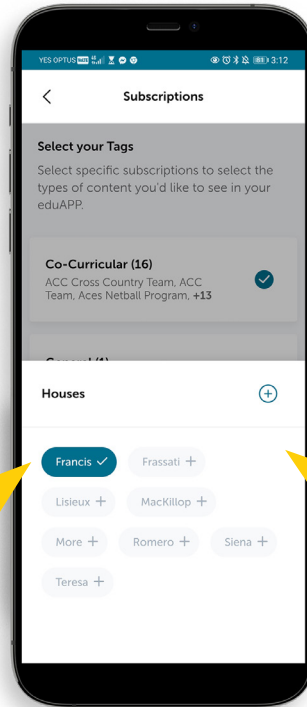 YES OPTUS 3:12
Subscriptions
Select your Tags
Select specific subscriptions to select the
types of content you'd like to see in your
eduAPP.
Co-Curricular (16)
ACC Cross Country Team, ACC
Team, Aces Netball Program, +13
Houses
Francis
Frassati +
Lisieux +
MacKillop +
More +
Romero +
Siena +
Teresa +